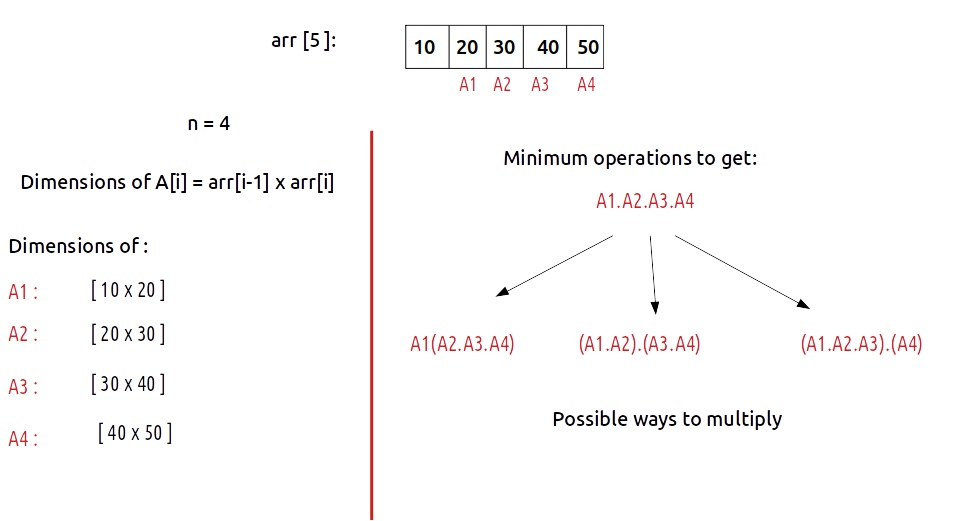 arr [5 ]:
10 20 30 40 50
A1 A2 A3 A4
n = 4
Dimensions of A[i] = arr[i-1] x arr[i]
Dimensions of :
A1 : [ 10 x 20 ]
A2 : [ 20 x 30 ]
A3 : [ 30 x 40 ]
A4 : [ 40 x 50 ]
Minimum operations to get:
A1.A2.A3.A4
A1(A2.A3.A4) (A1.A2).(A3.A4) (A1.A2.A3).(A4)
Possible ways to multiply